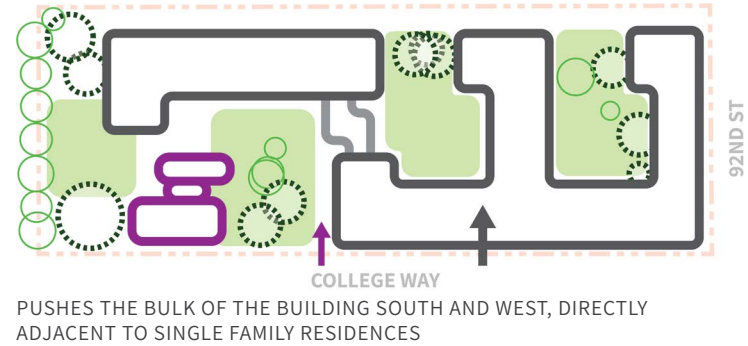 92ND ST
COLLEGE WAY
PUSHES THE BULK OF THE BUILDING SOUTH AND WEST, DIRECTLY
ADJACENT TO SINGLE FAMILY RESIDENCES